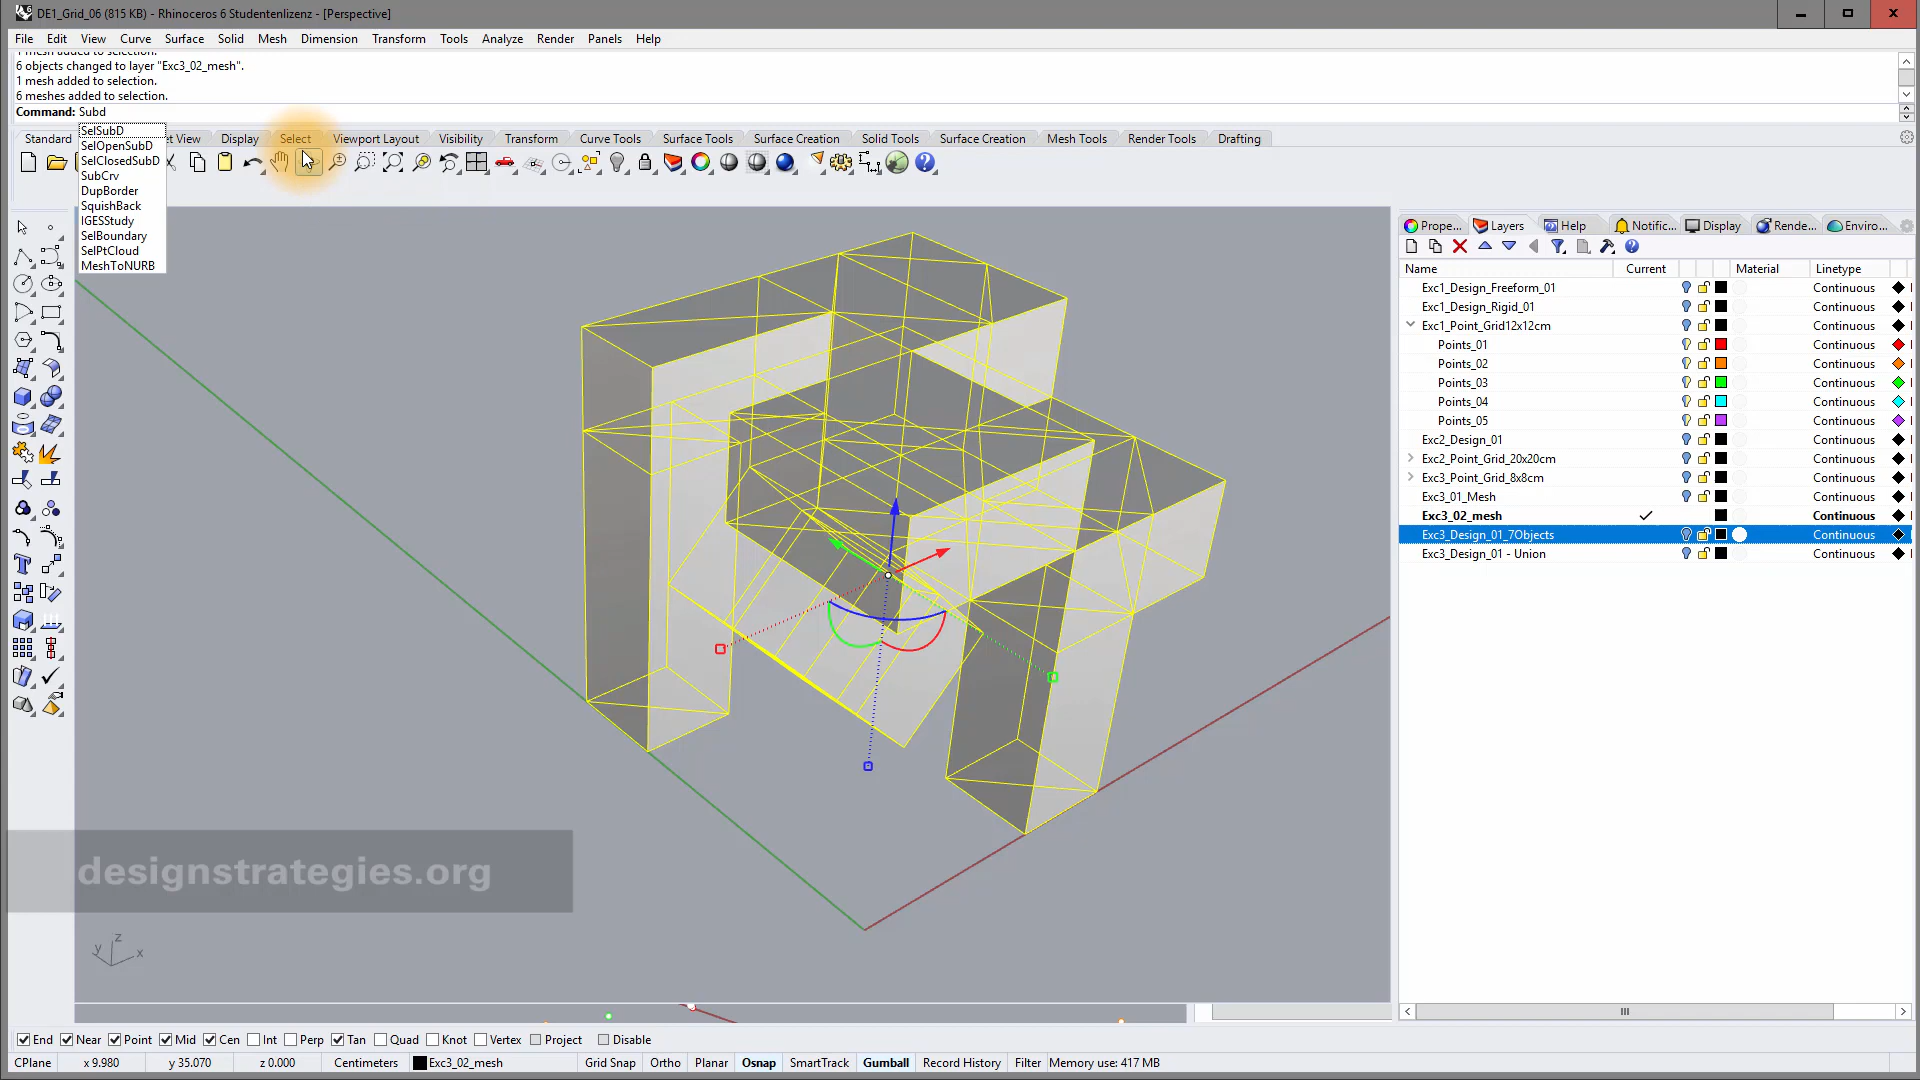 DE1_Grid_06 (815 KB) - Rhinoceros 6 Studentenlizenz - [Perspective]
File Edit View Curve Surface Solid Mesh Dimension Transform Tools Analyze Render Panels Help
1 mesh added to selection.
6 objects changed to layer "Exc3_02_mesh".
1 mesh added to selection.
6 meshes added to selection.
Command: Subd
SelSubD
SelOpenSubD
SelClosedSubD
SubCrv
DupBorder
SquishBack
IGESStudy
SelBoundary
SelPtCloud
MeshToNURB
Standard et View Display Select Viewport Layout Visibility Transform Curve Tools Surface Tools Surface Creation Solid Tools Surface Creation Mesh Tools Render Tools Drafting
Prope... Layers Help Notific... Display Rende... Enviro...
Name Current Material Linetype
Exc1_Design_Freeform_01 Continuous
Exc1_Design_Rigid_01 Continuous
Exc1_Point_Grid12x12cm Continuous
Points_01 Continuous
Points_02 Continuous
Points_03 Continuous
Points_04 Continuous
Points_05 Continuous
Exc2_Design_01 Continuous
Exc2_Point_Grid_20x20cm Continuous
Exc3_Point_Grid_8x8cm Continuous
Exc3_01_Mesh Continuous
Exc3_02_mesh Continuous
Exc3_Design_01_7Objects Continuous
Exc3_Design_01 - Union Continuous
designstrategies.org
z
y x
End Near Point Mid Cen Int Perp Tan Quad Knot Vertex Project Disable
CPlane x 9.980 y 35.070 z 0.000 Centimeters Exc3_02_mesh Grid Snap Ortho Planar Osnap SmartTrack Gumball Record History Filter Memory use: 417 MB